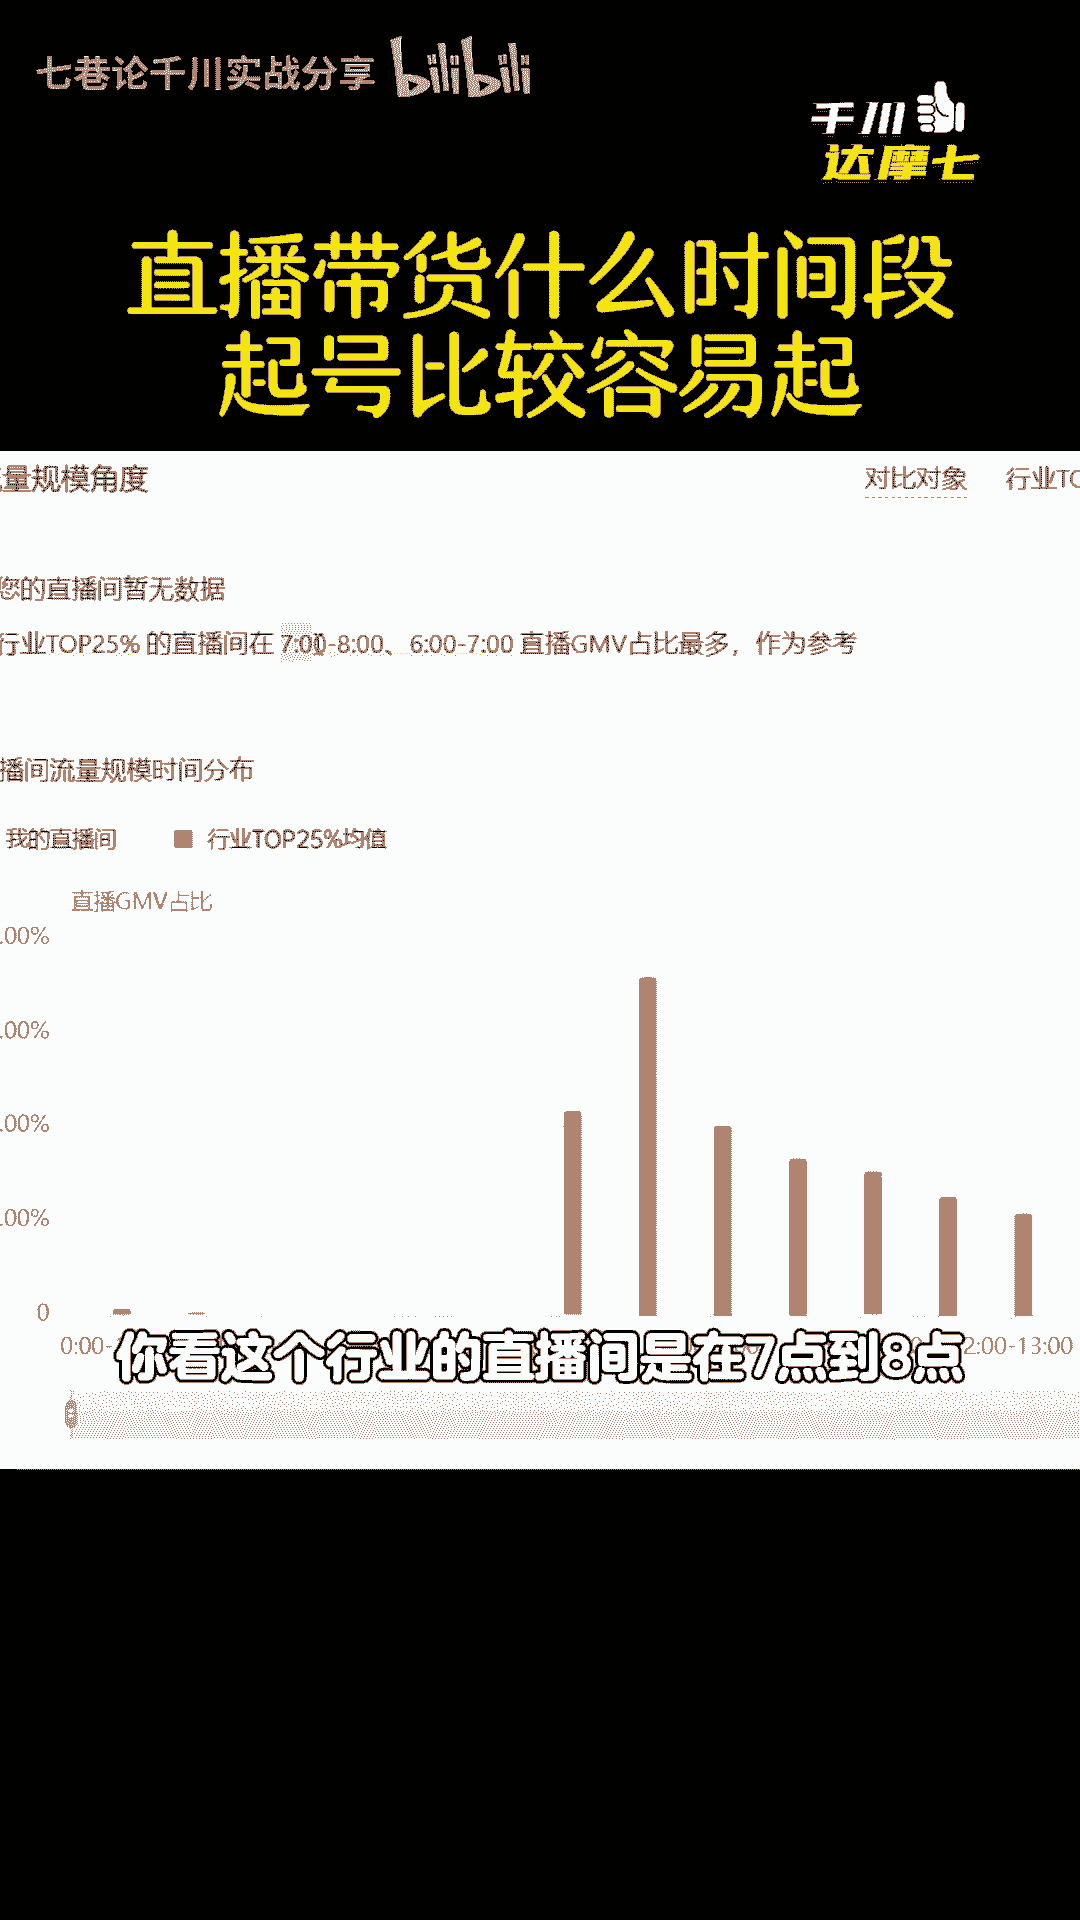 七巷论千川实战分享 bilibili
千川
达摩七
直播带货什么时间段
起号比较容易起
量规模角度
对比对象 行业TO
您的直播间暂无数据
行业TOP25% 的直播间在 7:00-8:00、6:00-7:00 直播GMV占比最多，作为参考
播间流量规模时间分布
我的直播间 行业TOP25%均值
直播GMV占比
.00%
.00%
.00%
.00%
0
0:00- 2:00-13:00
你看这个行业的直播间是在7点到8点